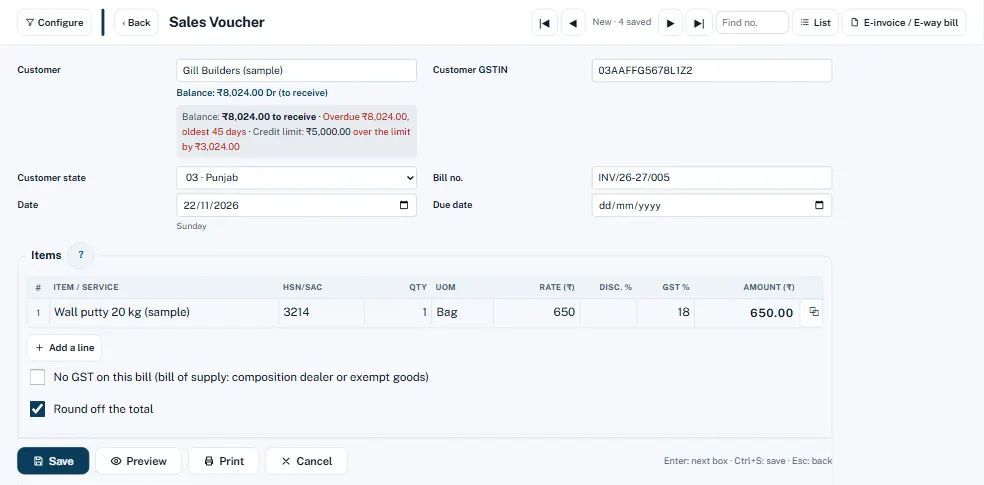 Configure
‹ Back
Sales Voucher
New · 4 saved
Find no.
List
E-invoice / E-way bill
Customer
Gill Builders (sample)
Customer GSTIN
03AAFFG5678L1Z2
Balance: ₹8,024.00 Dr (to receive)
Balance: ₹8,024.00 to receive · Overdue ₹8,024.00,
oldest 45 days · Credit limit: ₹5,000.00 over the limit
by ₹3,024.00
Customer state
03 · Punjab
Bill no.
INV/26-27/005
Date
22/11/2026
Due date
dd/mm/yyyy
Sunday
Items ?
# ITEM / SERVICE HSN/SAC QTY UOM RATE (₹) DISC. % GST % AMOUNT (₹)
1 Wall putty 20 kg (sample) 3214 1 Bag 650 18 650.00
+ Add a line
No GST on this bill (bill of supply: composition dealer or exempt goods)
Round off the total
Save
Preview
Print
Cancel
Enter: next box · Ctrl+S: save · Esc: back